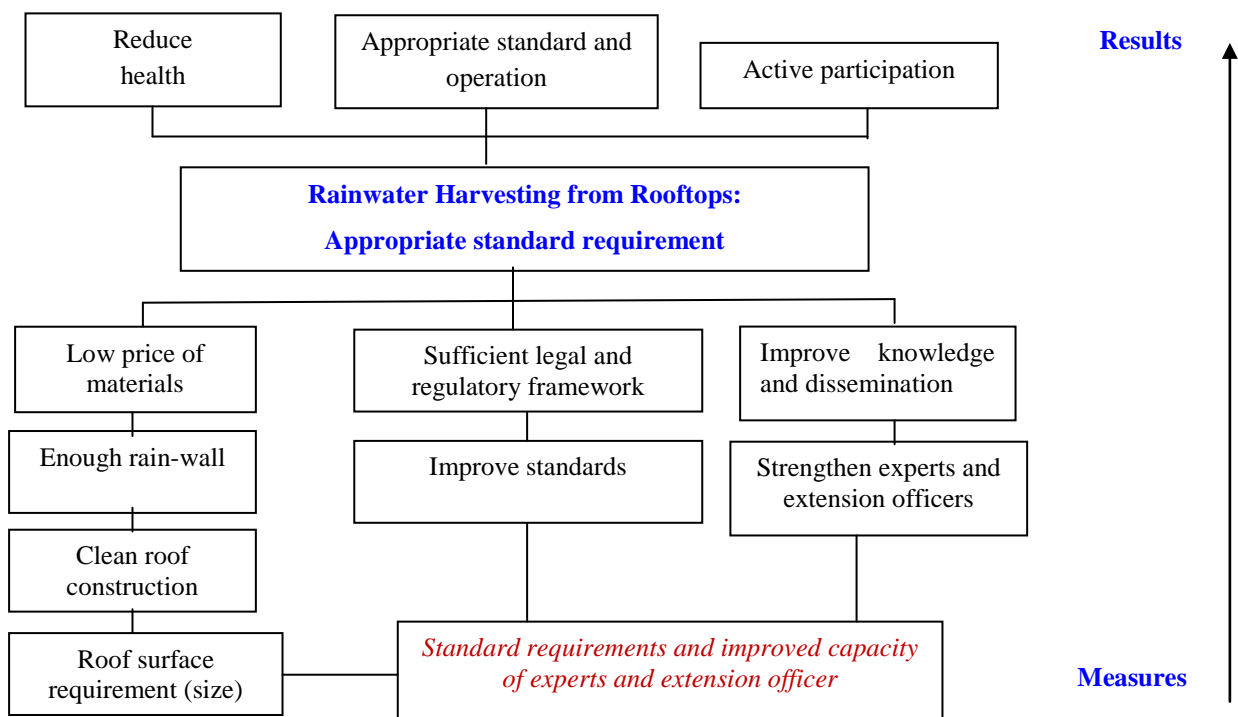 Reduce
health
Appropriate standard and
operation
Active participation
Results
Rainwater Harvesting from Rooftops:
Appropriate standard requirement
Low price of
materials
Sufficient legal and
regulatory framework
Improve knowledge
and dissemination
Enough rain-wall
Improve standards
Strengthen experts and
extension officers
Clean roof
construction
Roof surface
requirement (size)
Standard requirements and improved capacity
of experts and extension officer
Measures